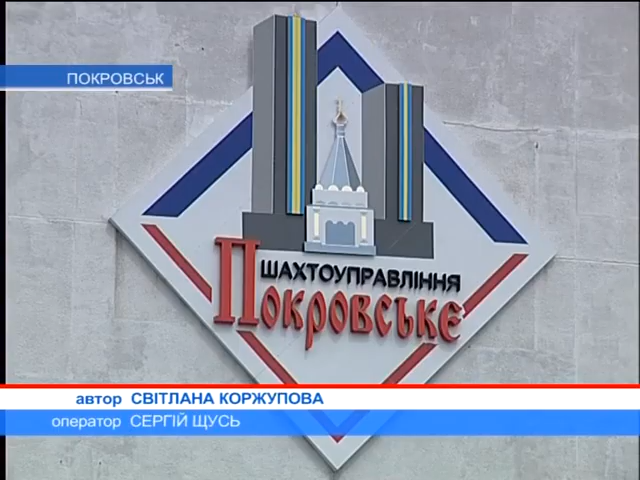 ПОКРОВСЬК
ШАХТОУПРАВЛІННЯ
Покровське
автор СВІТЛАНА КОРЖУПОВА
оператор СЕРГІЙ ЩУСЬ